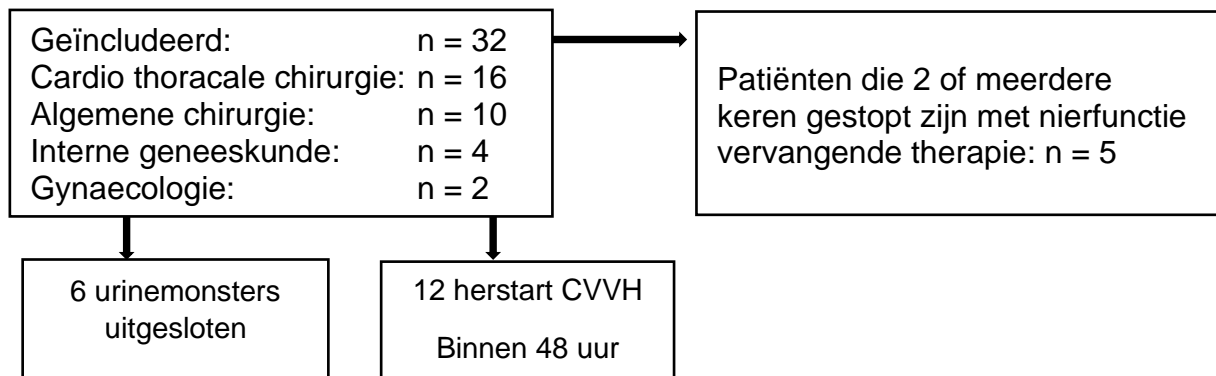 Geïncludeerd: n = 32
Cardio thoracale chirurgie: n = 16
Algemene chirurgie: n = 10
Interne geneeskunde: n = 4
Gynaecologie: n = 2
Patiënten die 2 of meerdere
keren gestopt zijn met nierfunctie
vervangende therapie: n = 5
6 urinemonsters
uitgesloten
12 herstart CVVH
Binnen 48 uur